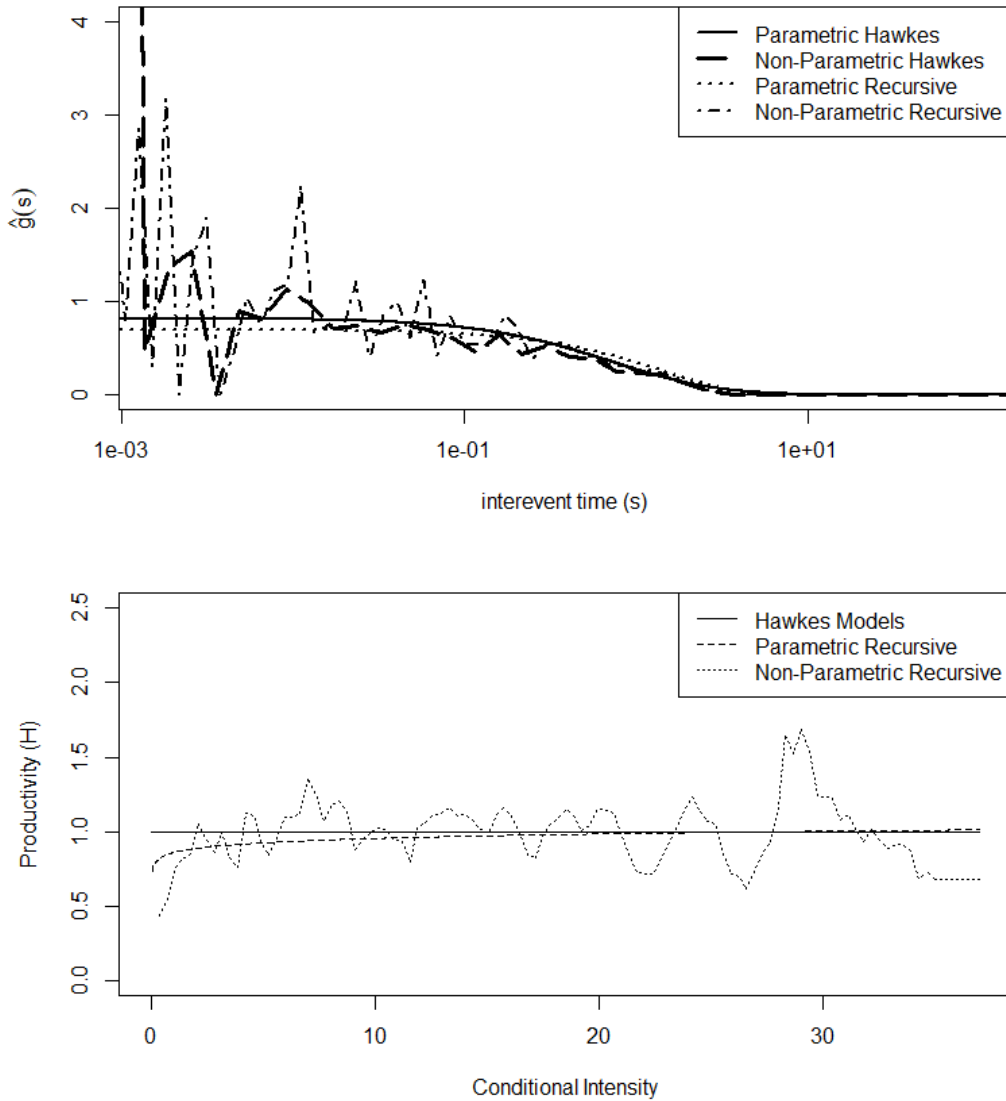 Parametric Hawkes
Non-Parametric Hawkes
Parametric Recursive
Non-Parametric Recursive
ĝ(s)
4
3
2
1
0
1e-03
1e-01
1e+01
interevent time (s)
Hawkes Models
Parametric Recursive
Non-Parametric Recursive
Productivity (H)
2.5
2.0
1.5
1.0
0.5
0.0
0
10
20
30
Conditional Intensity